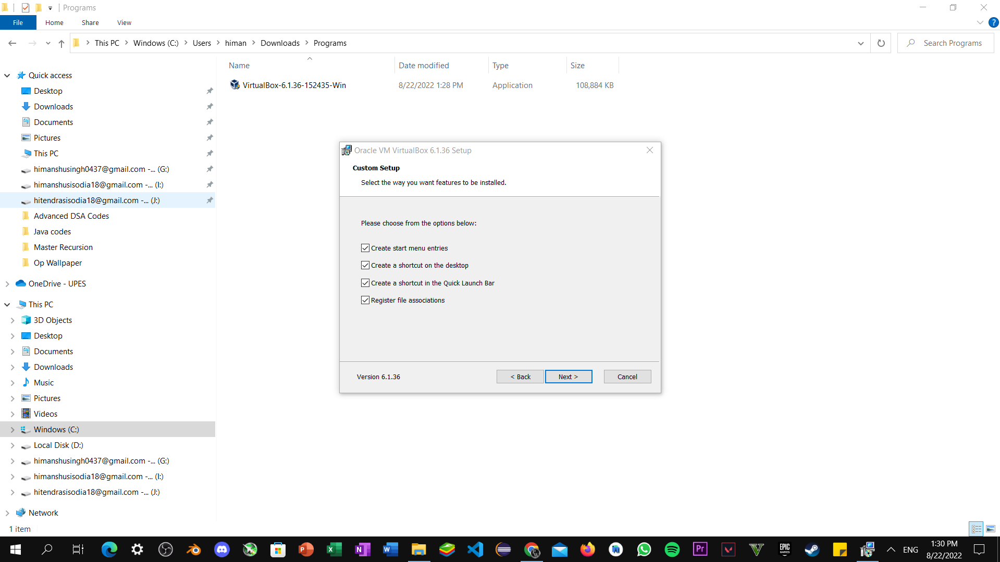 Programs
File Home Share View
This PC Windows (C:) Users himan Downloads Programs
Search Programs
Name Date modified Type Size
VirtualBox-6.1.36-152435-Win 8/22/2022 1:28 PM Application 108,884 KB
Quick access
Desktop
Downloads
Documents
Pictures
This PC
himanshusingh0437@gmail.com -... (G:)
himanshusisodia18@gmail.com -... (I:)
hitendrasisodia18@gmail.com -... (J:)
Advanced DSA Codes
Java codes
Master Recursion
Op Wallpaper
OneDrive - UPES
This PC
3D Objects
Desktop
Documents
Downloads
Music
Pictures
Videos
Windows (C:)
Local Disk (D:)
himanshusingh0437@gmail.com -... (G:)
himanshusisodia18@gmail.com -... (I:)
hitendrasisodia18@gmail.com -... (J:)
Network
1 item
Oracle VM VirtualBox 6.1.36 Setup
Custom Setup
Select the way you want features to be installed.
Please choose from the options below:
Create start menu entries
Create a shortcut on the desktop
Create a shortcut in the Quick Launch Bar
Register file associations
Version 6.1.36
< Back Next > Cancel
EPIC GAMES
Pr
ENG
1:30 PM
8/22/2022